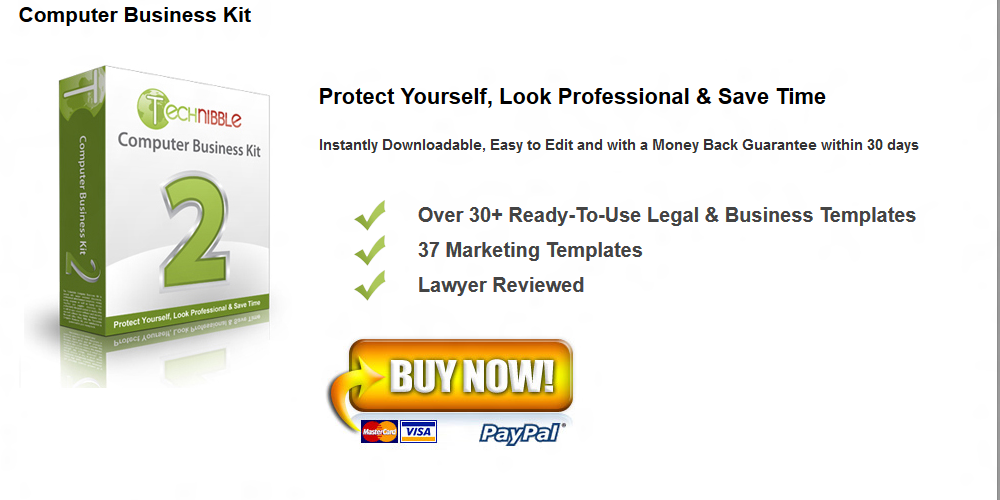 Computer Business Kit
TECHNIBBLE
Computer Business Kit
2
Computer Business Kit
2
Protect Yourself, Look Professional & Save Time
Protect Yourself, Look Professional & Save Time
Instantly Downloadable, Easy to Edit and with a Money Back Guarantee within 30 days
Over 30+ Ready-To-Use Legal & Business Templates
37 Marketing Templates
Lawyer Reviewed
BUY NOW!
MasterCard VISA PayPal